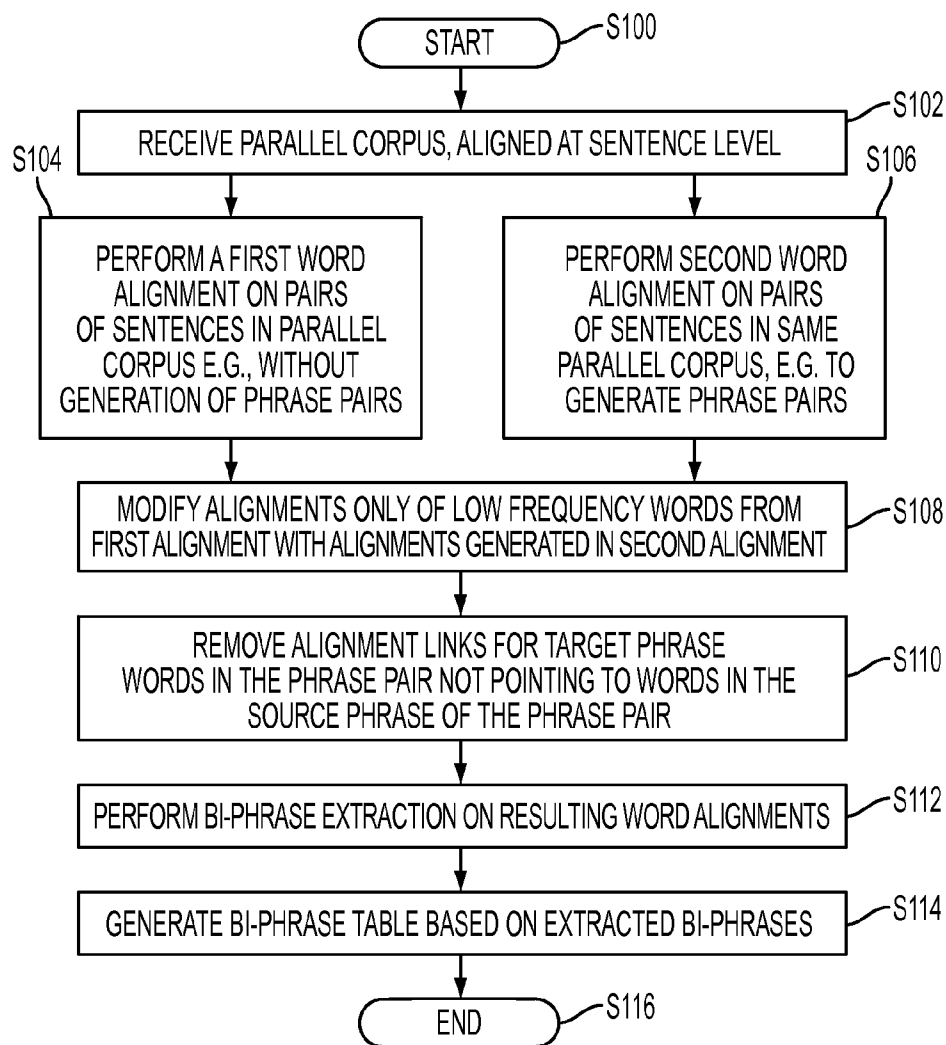 START
S100
S102
RECEIVE PARALLEL CORPUS, ALIGNED AT SENTENCE LEVEL
S104
S106
PERFORM A FIRST WORD
ALIGNMENT ON PAIRS
OF SENTENCES IN PARALLEL
CORPUS E.G., WITHOUT
GENERATION OF PHRASE PAIRS
PERFORM SECOND WORD
ALIGNMENT ON PAIRS
OF SENTENCES IN SAME
PARALLEL CORPUS, E.G. TO
GENERATE PHRASE PAIRS
MODIFY ALIGNMENTS ONLY OF LOW FREQUENCY WORDS FROM
FIRST ALIGNMENT WITH ALIGNMENTS GENERATED IN SECOND ALIGNMENT
S108
REMOVE ALIGNMENT LINKS FOR TARGET PHRASE
WORDS IN THE PHRASE PAIR NOT POINTING TO WORDS IN THE
SOURCE PHRASE OF THE PHRASE PAIR
S110
PERFORM BI-PHRASE EXTRACTION ON RESULTING WORD ALIGNMENTS
S112
GENERATE BI-PHRASE TABLE BASED ON EXTRACTED BI-PHRASES
S114
END
S116